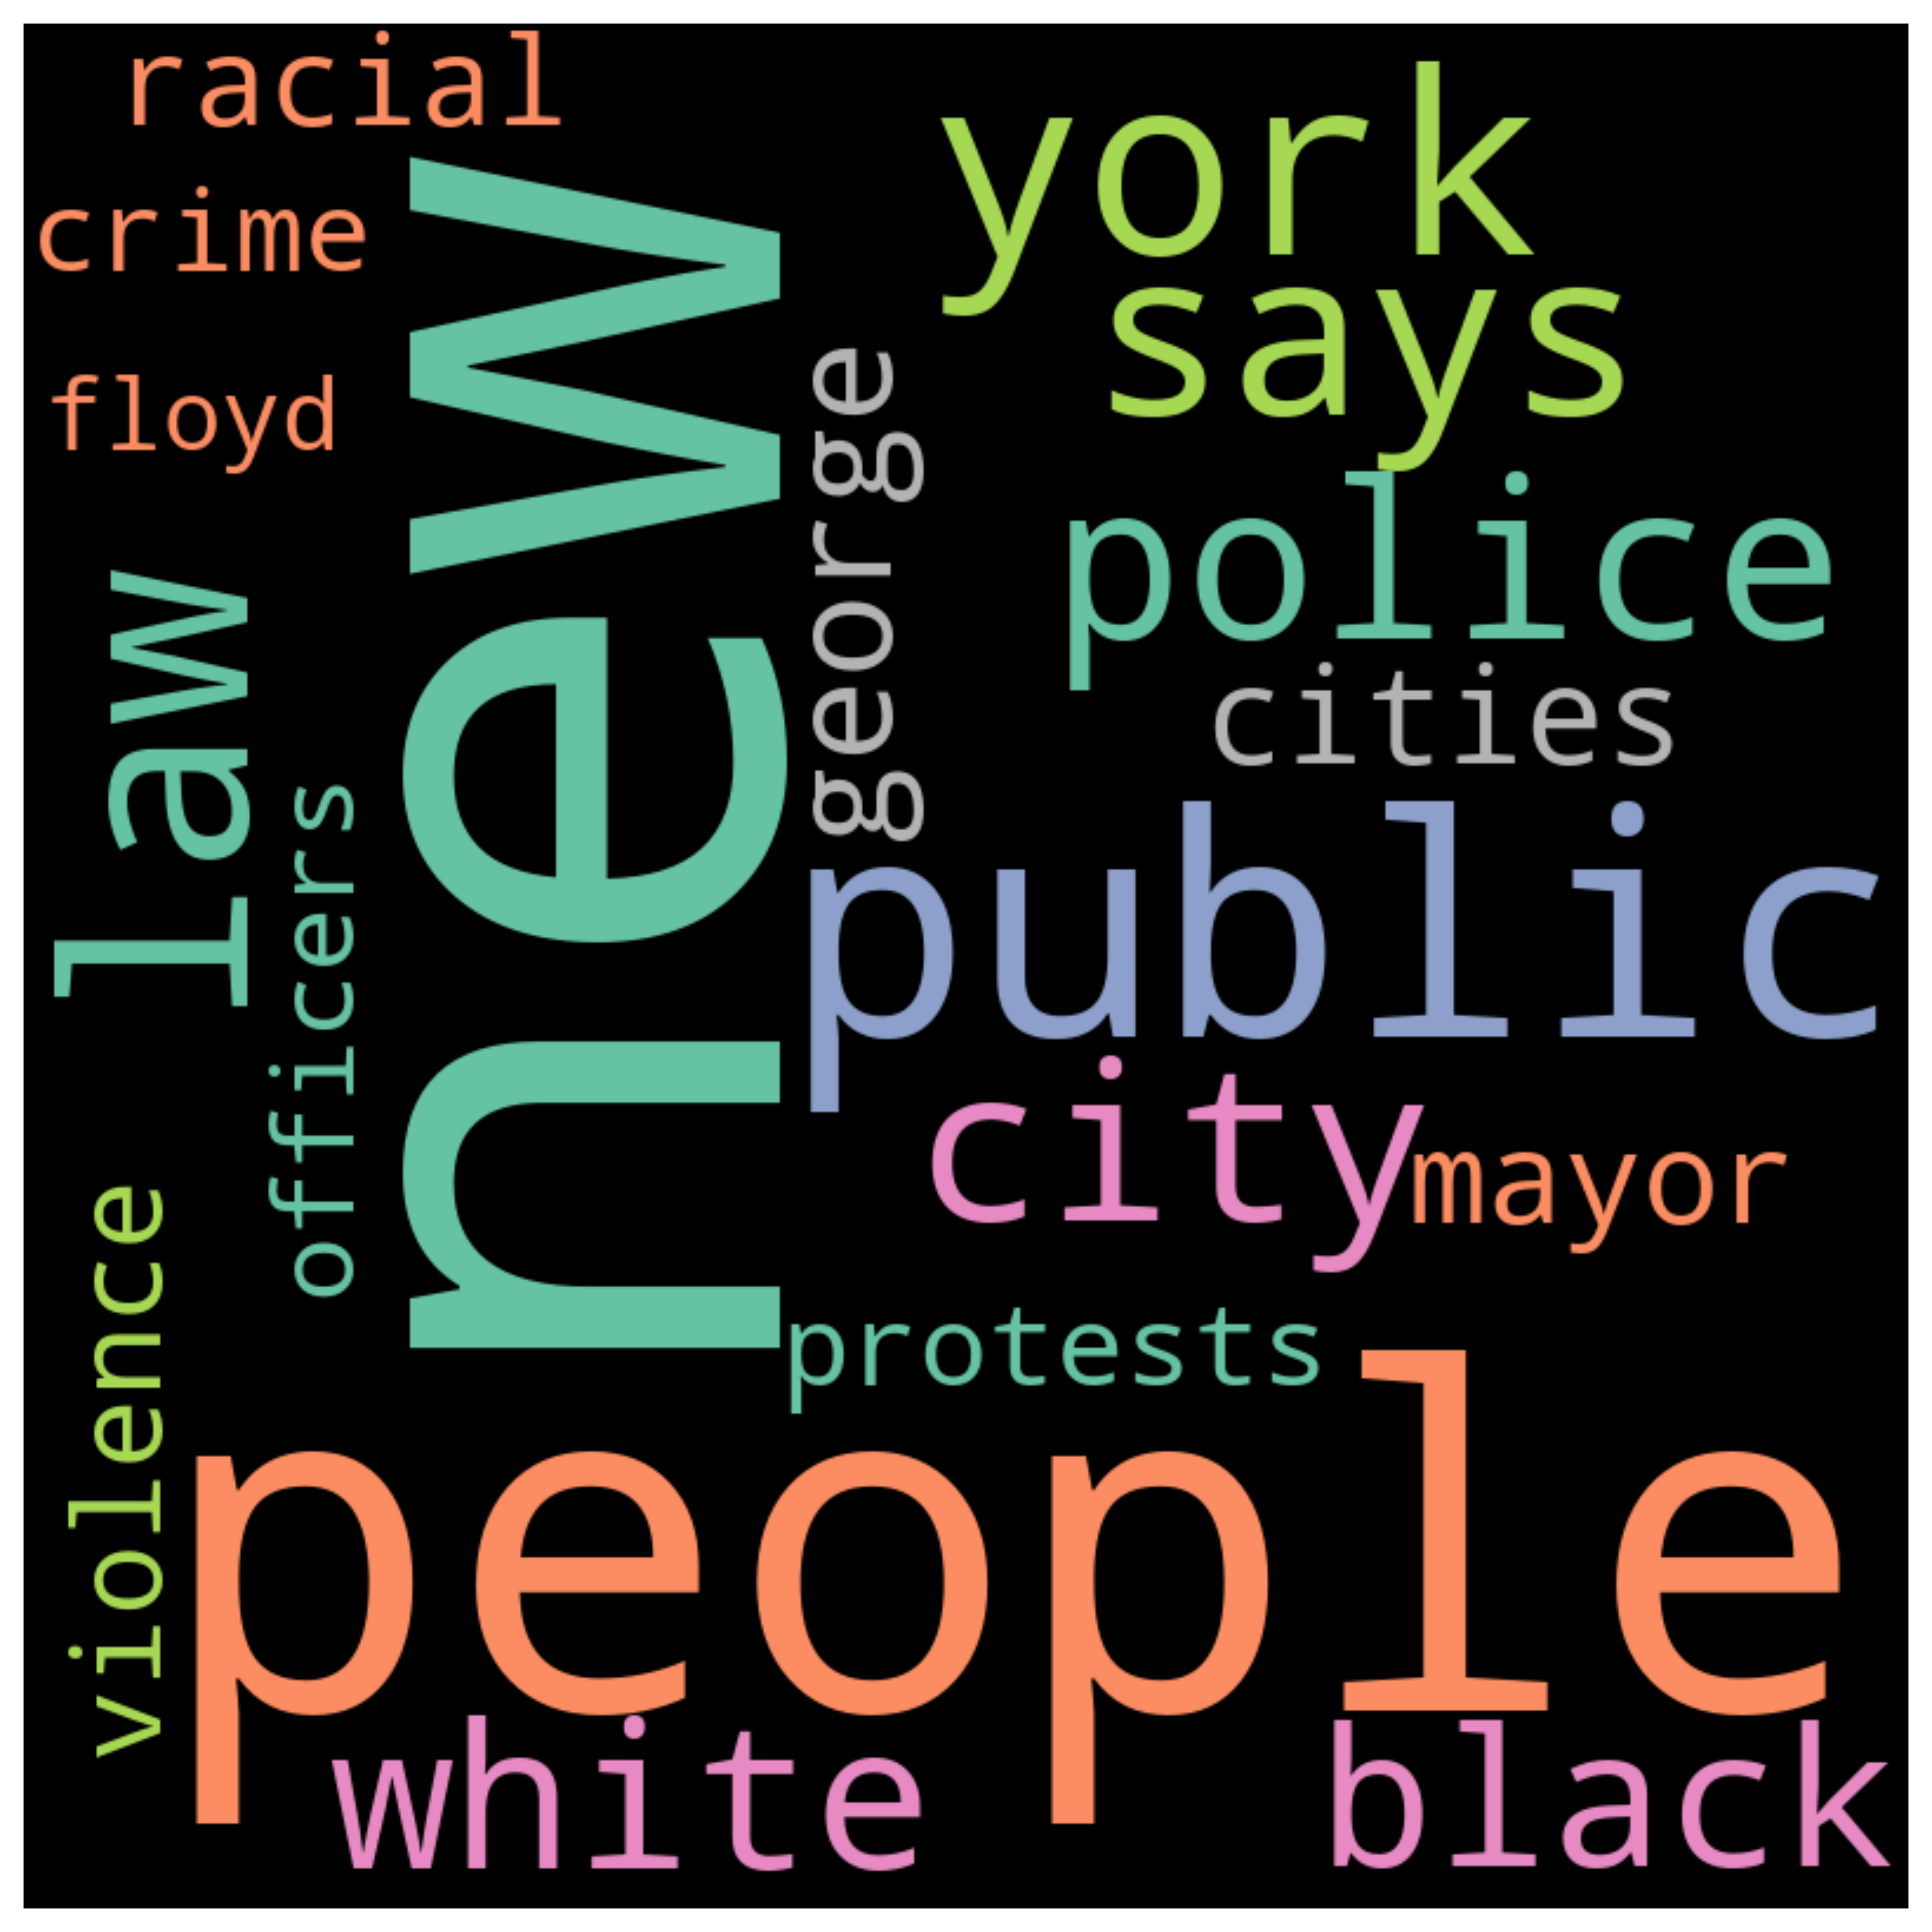 racial
york
crime
says
floyd
george
new
police
law
cities
officers
public
city
mayor
violence
protests
people
white
black